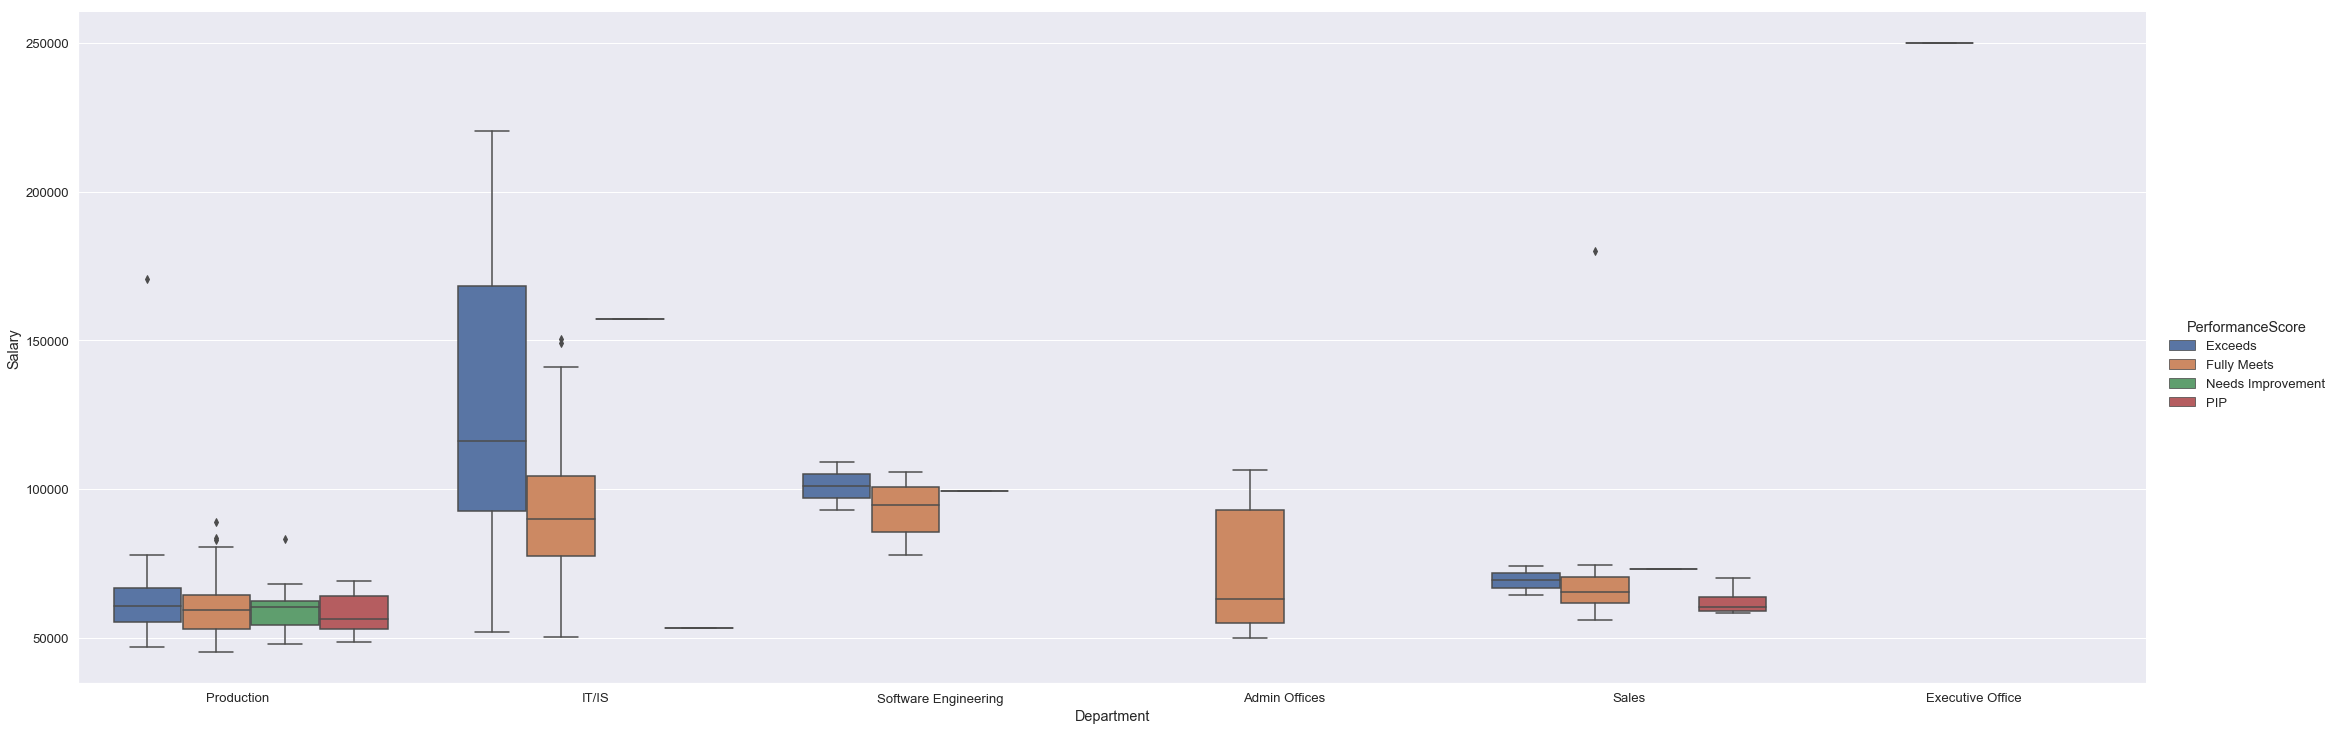 250000
200000
150000
100000
50000
Salary
Production
IT/IS
Software Engineering
Admin Offices
Sales
Executive Office
Department
PerformanceScore
Exceeds
Fully Meets
Needs Improvement
PIP